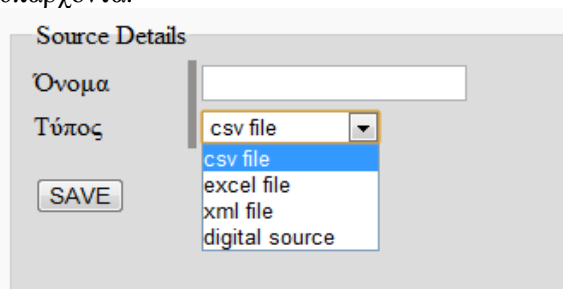 Source Details
Όνομα
Τύπος csv file
csv file
excel file
SAVE
xml file
digital source